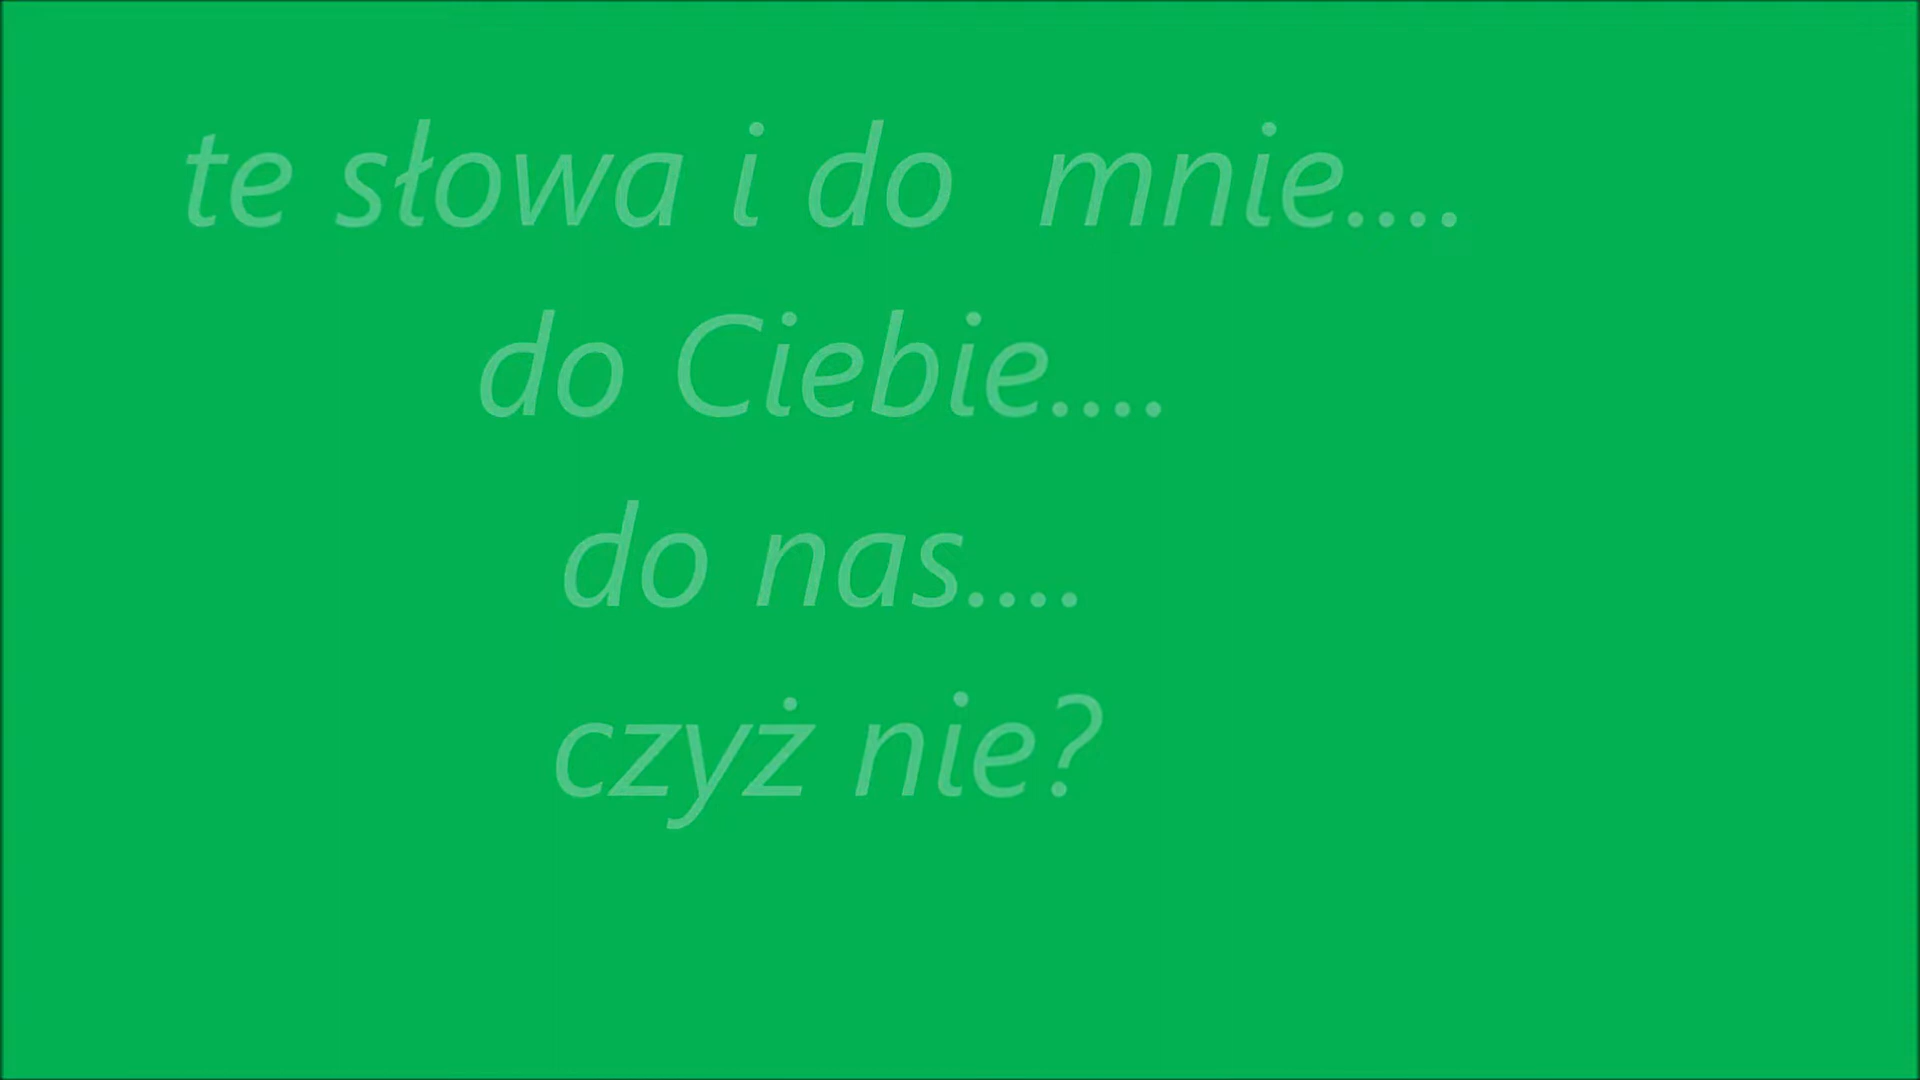 te słowa i do  mnie....
do Ciebie....
do nas....
czyż nie?